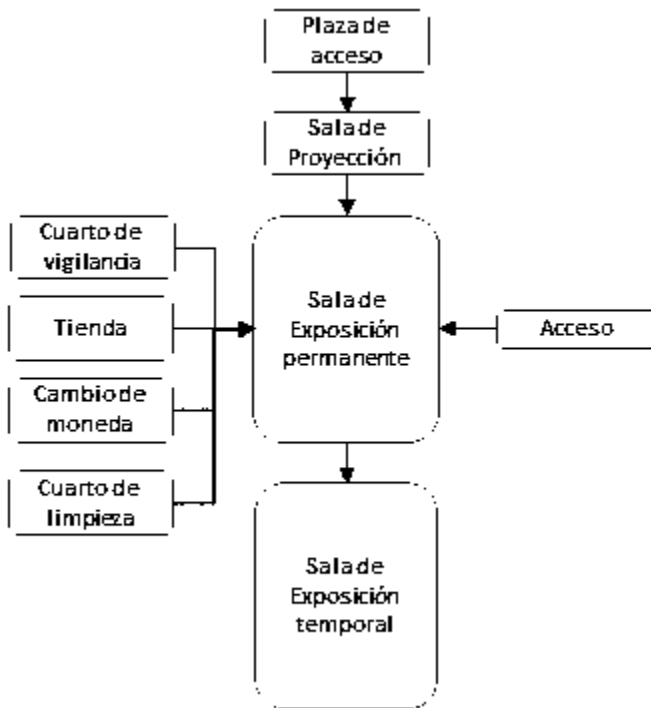 Plaza de
acceso
Sala de
Proyección
Cuarto de
vigilancia
Tienda
Cambio de
moneda
Cuarto de
limpieza
Sala de
Exposición
permanente
Acceso
Sala de
Exposición
temporal